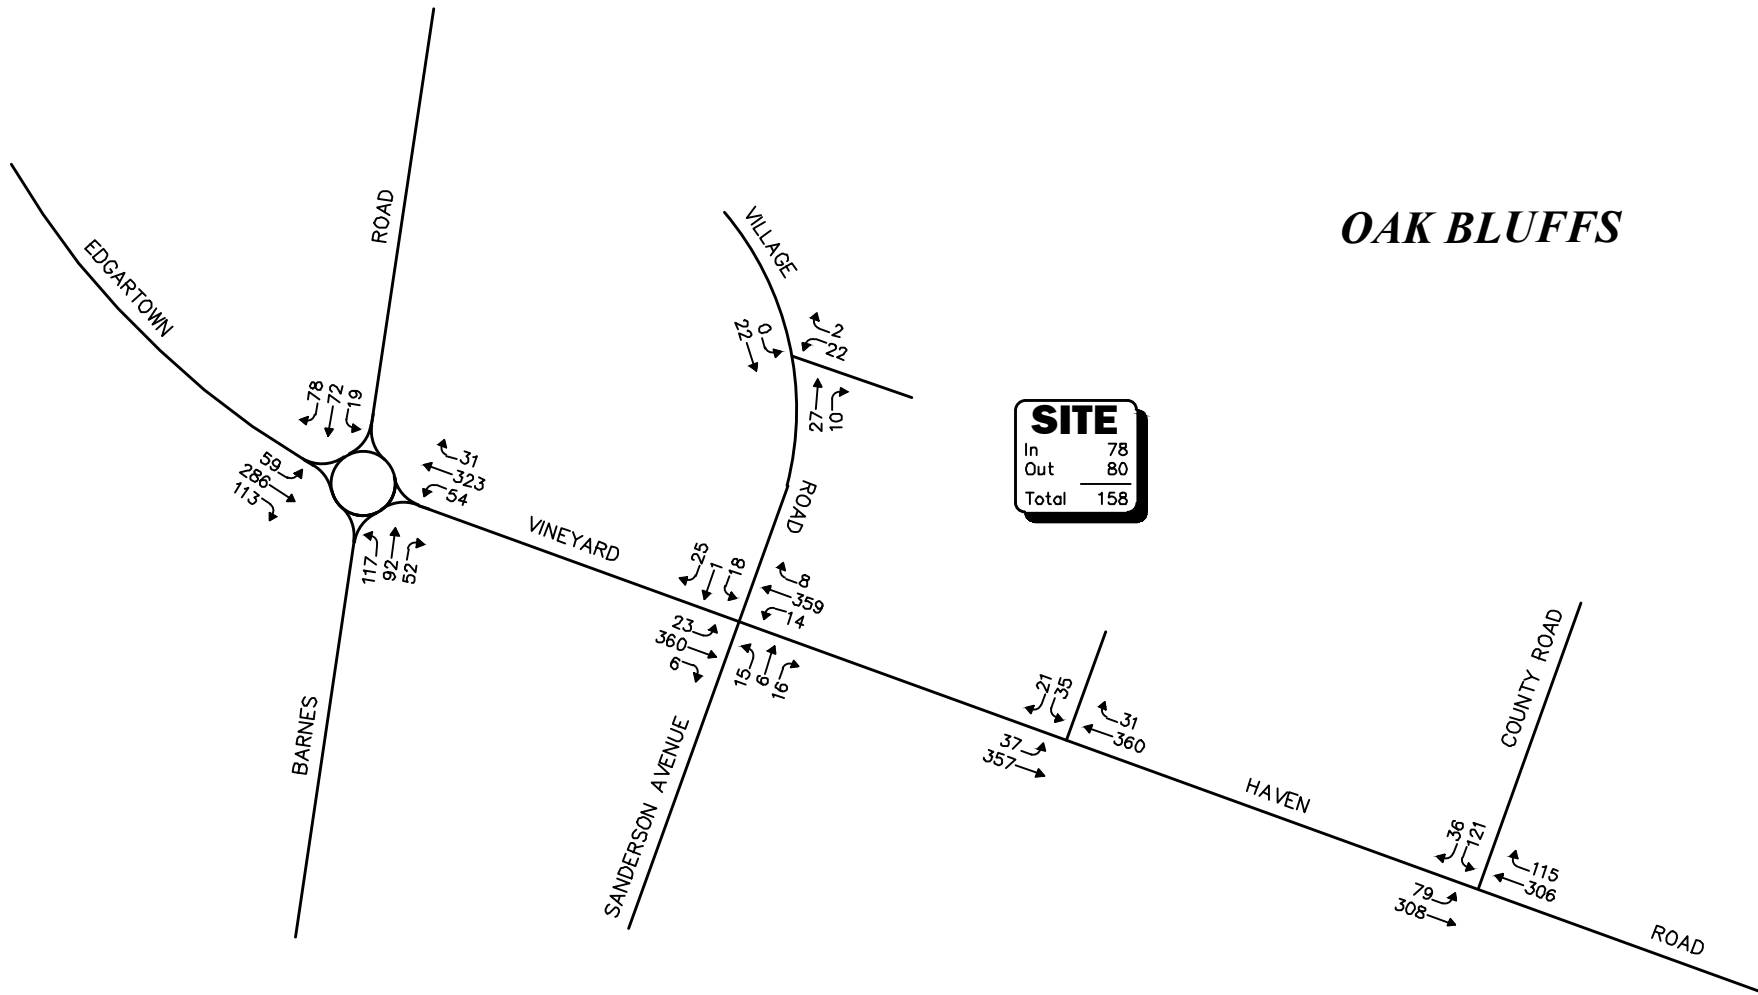 OAK BLUFFS
ROAD
EDGARTOWN
VILLAGE
2
22
0
22
27
10
78
72
19
59
286
113
31
323
54
117
92
52
SITE
In 78
Out 80
Total 158
ROAD
VINEYARD
25
1
18
8
359
14
23
360
6
15
6
16
BARNES
SANDERSON AVENUE
21
35
31
360
37
357
HAVEN
COUNTY ROAD
36
121
115
306
79
308
ROAD